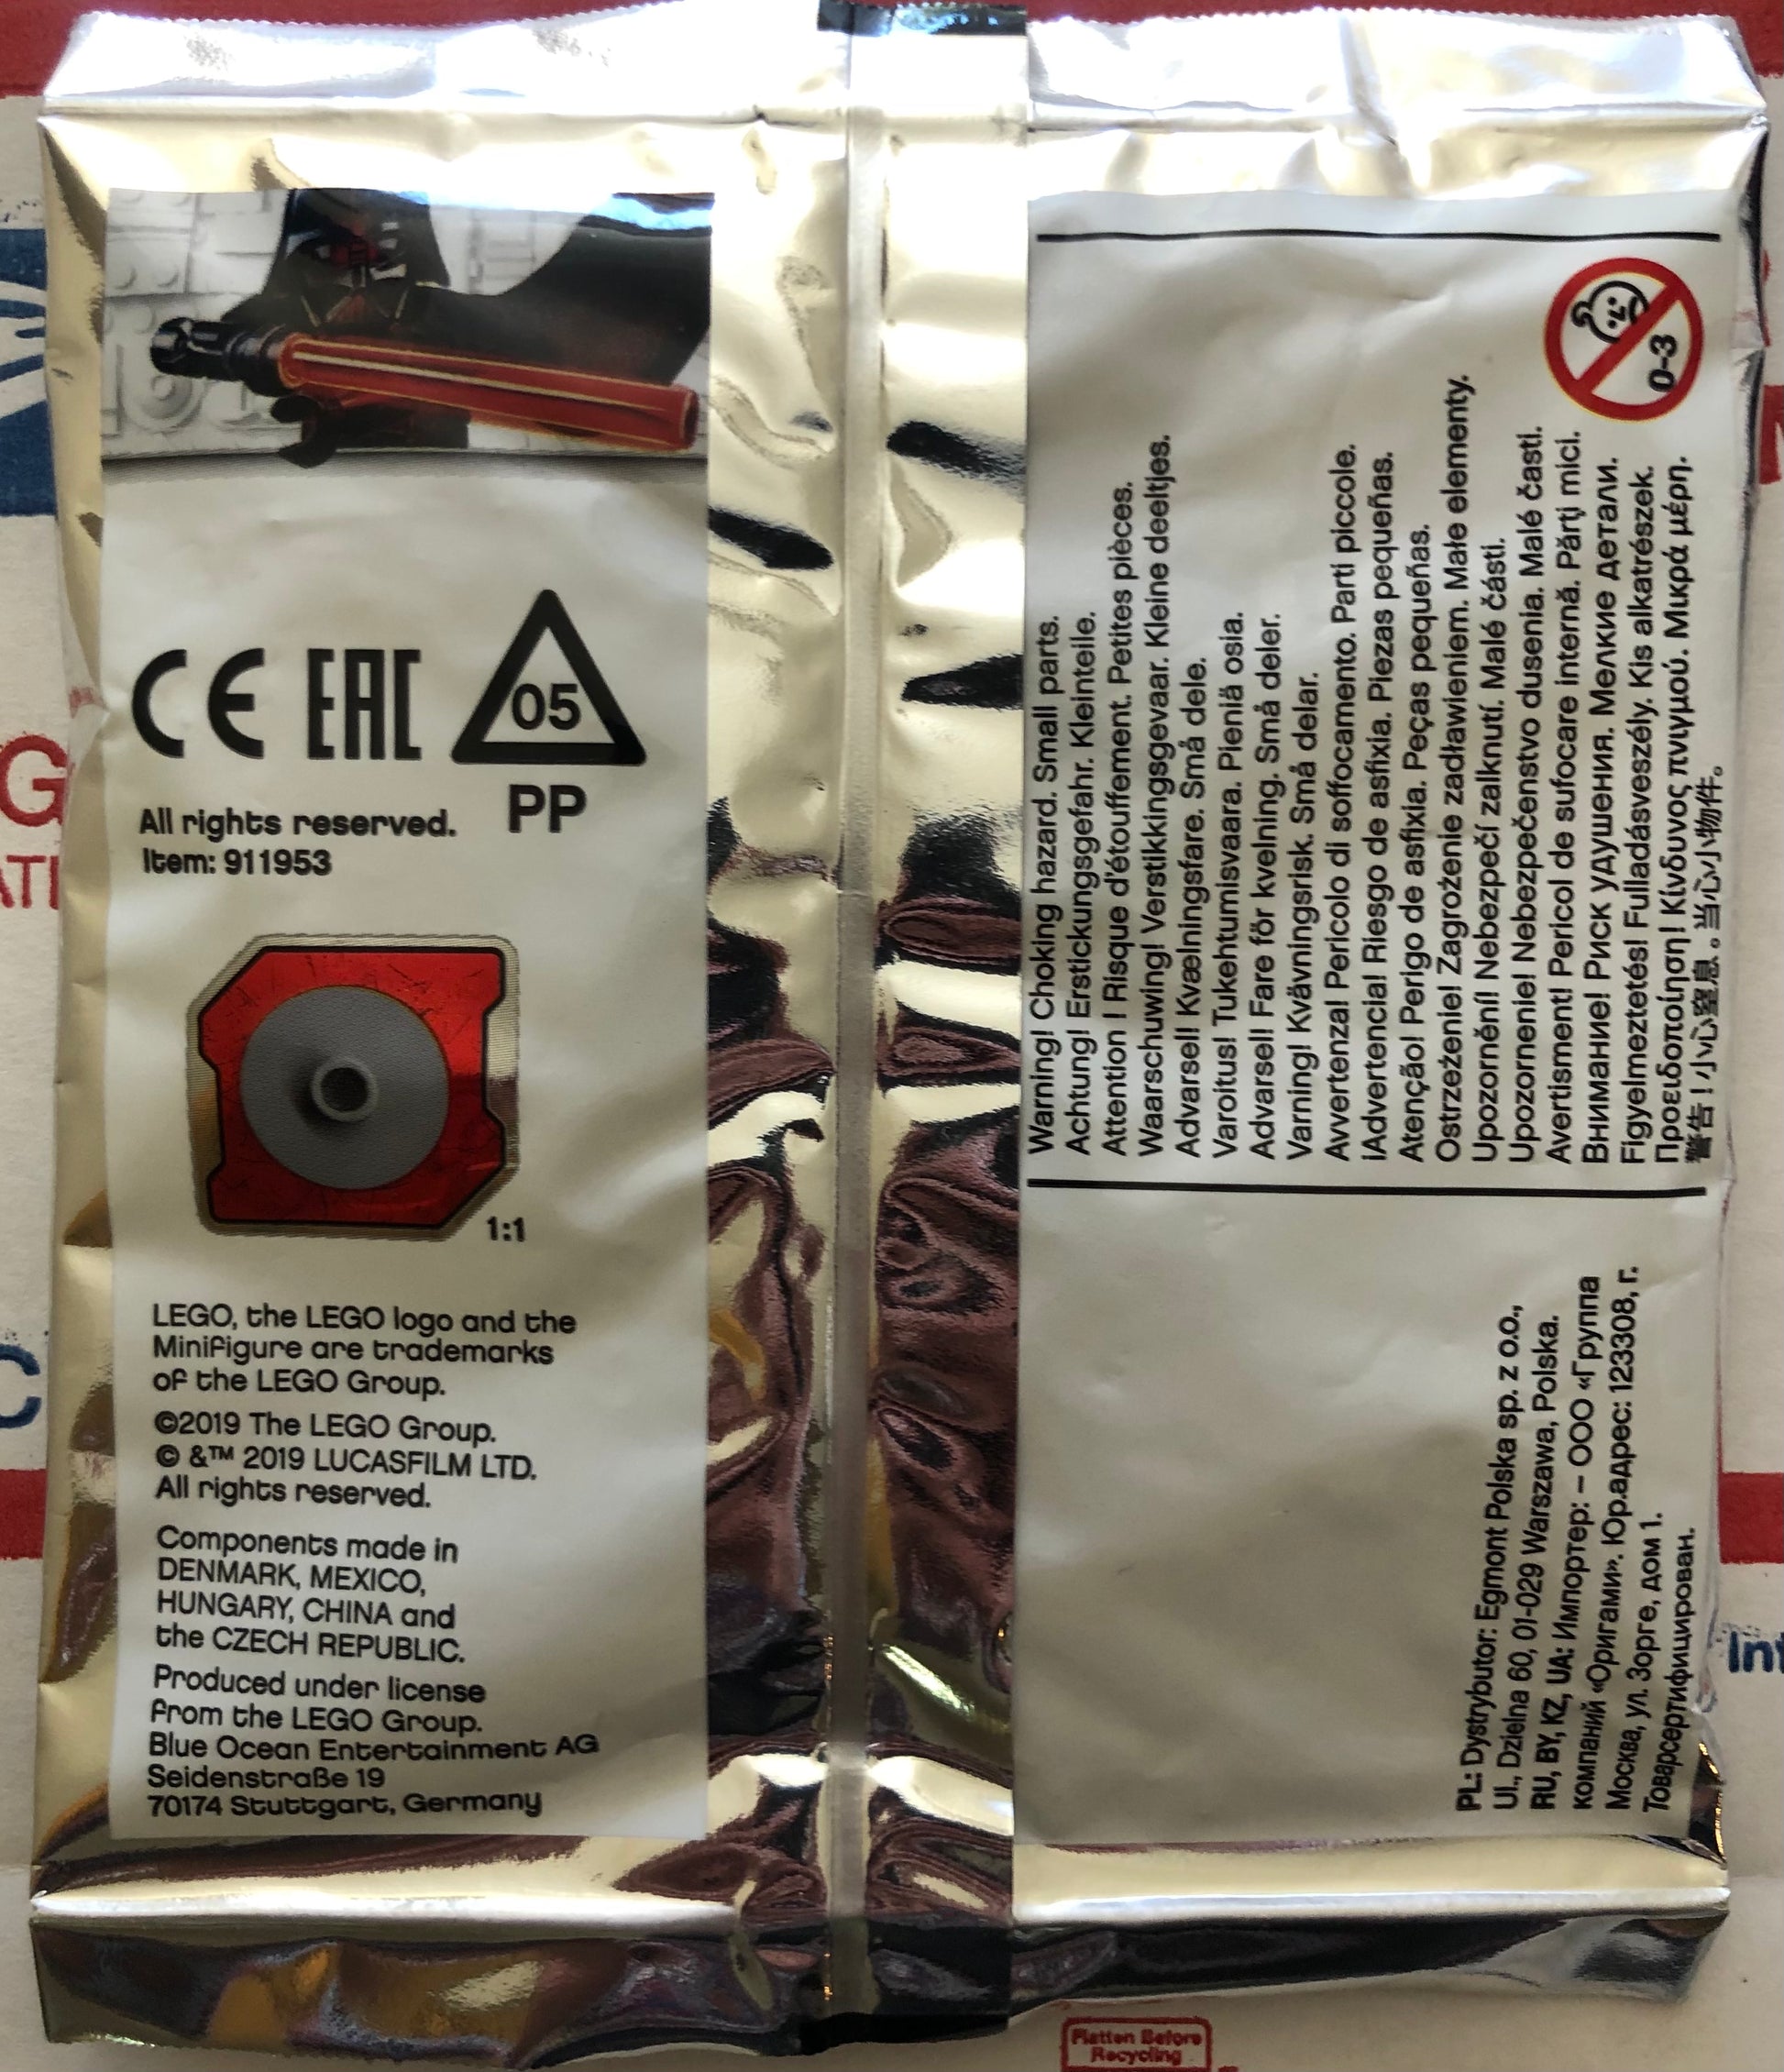 CE EAC 05
PP
All rights reserved.
Item: 911953
1:1
LEGO, the LEGO logo and the
Minifigure are trademarks
of the LEGO Group.
©2019 The LEGO Group.
© &™ 2019 LUCASFILM LTD.
All rights reserved.
Components made in
DENMARK, MEXICO,
HUNGARY, CHINA and
the CZECH REPUBLIC.
Produced under license
from the LEGO Group.
Blue Ocean Entertainment AG
Seidenstraße 19
70174 Stuttgart, Germany
0-3
Warning! Choking hazard. Small parts.
Achtung! Erstickungsgefahr. Kleinteile.
Attention ! Risque d'étouffement. Petites pièces.
Waarschuwing! Verstikkingsgevaar. Kleine deeltjes.
Advarsel! Kvælningsfare. Små dele.
Varoitus! Tukehtumisvaara. Pieniä osia.
Advarsel! Fare för kvelning. Små deler.
Varning! Kvävningsrisk. Små delar.
Avvertenza! Pericolo di soffocamento. Parti piccole.
¡Advertencia! Riesgo de asfixia. Piezas pequeñas.
Atenção! Perigo de asfixia. Peças pequeñas.
Ostrzeżenie! Zagrożenie zadławieniem. Małe elementy.
Upozornění! Nebezpečí zalknutí. Malé části.
Upozornenie! Nebezpečenstvo dusenia. Malé časti.
Avertisment! Pericol de sufocare internă. Părţi mici.
Внимание! Риск удушения. Мелкие детали.
Figyelmeztetés! Fulladásveszély. Kis alkatrészek.
Προειδοποίηση! Κίνδυνος πνιγμού. Μικρά μέρη.
警告！小心窒息。当心小物件。
PL: Dystrybutor: Egmont Polska sp. z o.o.,
Ul., Dzielna 60, 01-029 Warszawa, Polska.
RU, BY, KZ, UA: Импортер: – ООО «Группа
компаний «Оригами». Юр.адрес: 123308, г.
Москва, ул. Зорге, дом 1.
Товарсертифицирован.
Flatten Before
Recycling
G
ATI
C
Int